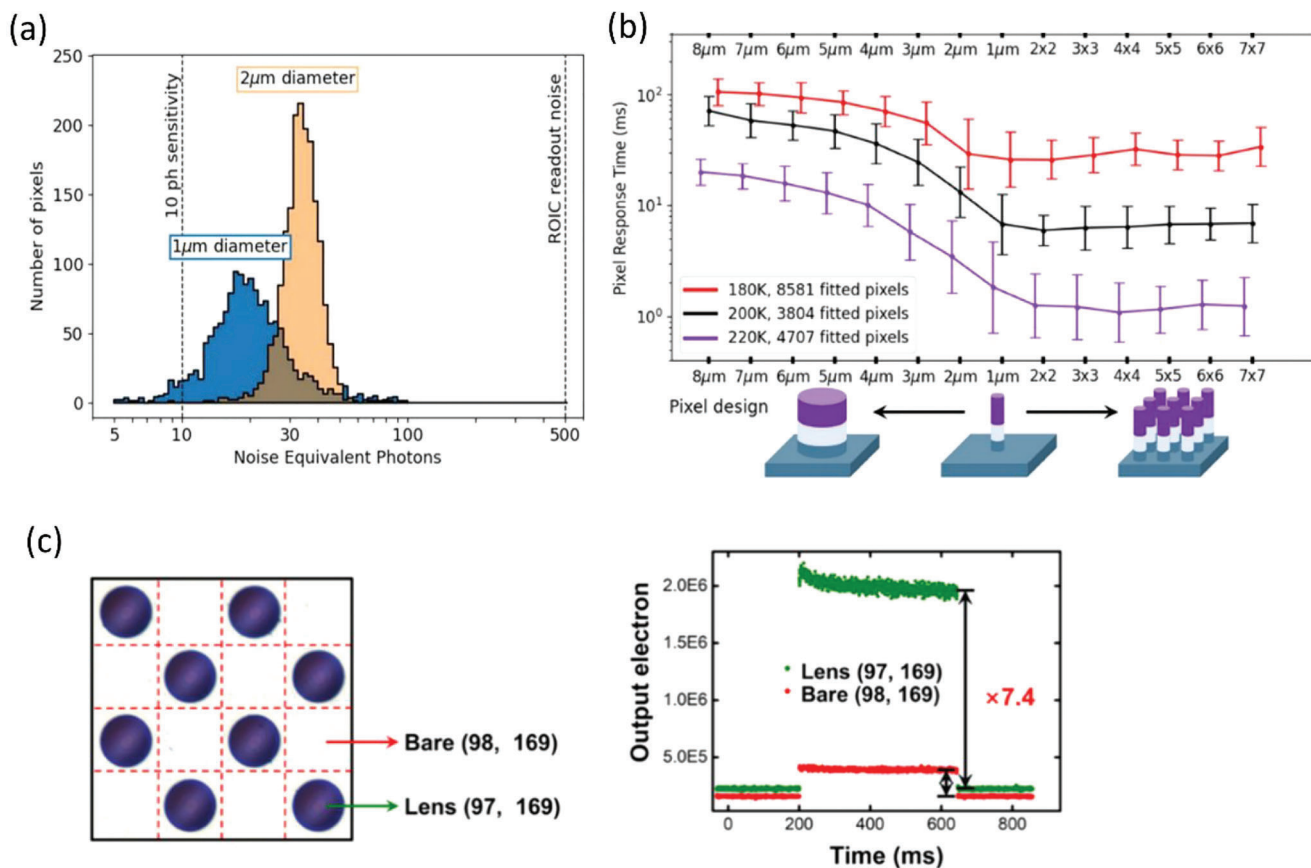 (a)
250
200
150
100
50
0
Number of pixels
2μm diameter
1μm diameter
10 ph sensitivity
ROIC readout noise
5
10
30
100
500
Noise Equivalent Photons
(b)
8μm 7μm 6μm 5μm 4μm 3μm 2μm 1μm 2x2 3x3 4x4 5x5 6x6 7x7
10²
10¹
10⁰
Pixel Response Time (ms)
180K, 8581 fitted pixels
200K, 3804 fitted pixels
220K, 4707 fitted pixels
8μm 7μm 6μm 5μm 4μm 3μm 2μm 1μm 2x2 3x3 4x4 5x5 6x6 7x7
Pixel design
(c)
Bare (98, 169)
Lens (97, 169)
Output electron
2.0E6
1.5E6
1.0E6
5.0E5
Lens (97, 169)
Bare (98, 169)
×7.4
0 200 400 600 800
Time (ms)